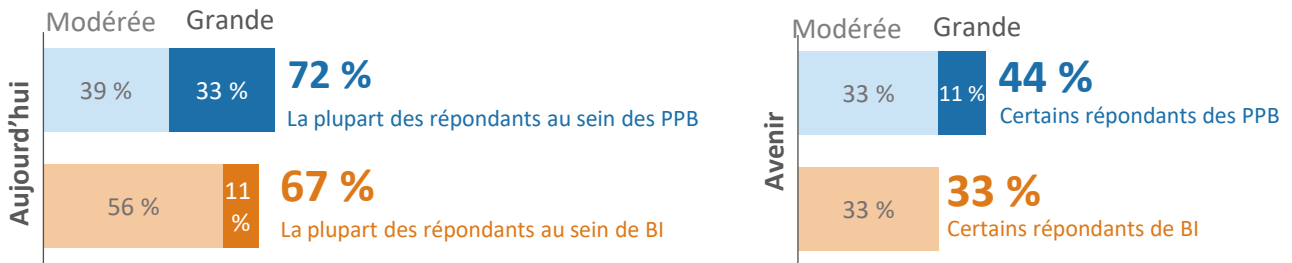 Modérée Grande
Aujourd'hui
39 % 33 % 72 %
La plupart des répondants au sein des PPB
56 % 11 % 67 %
La plupart des répondants au sein de BI
Modérée Grande
Avenir
33 % 11 % 44 %
Certains répondants des PPB
33 % 33 %
Certains répondants de BI